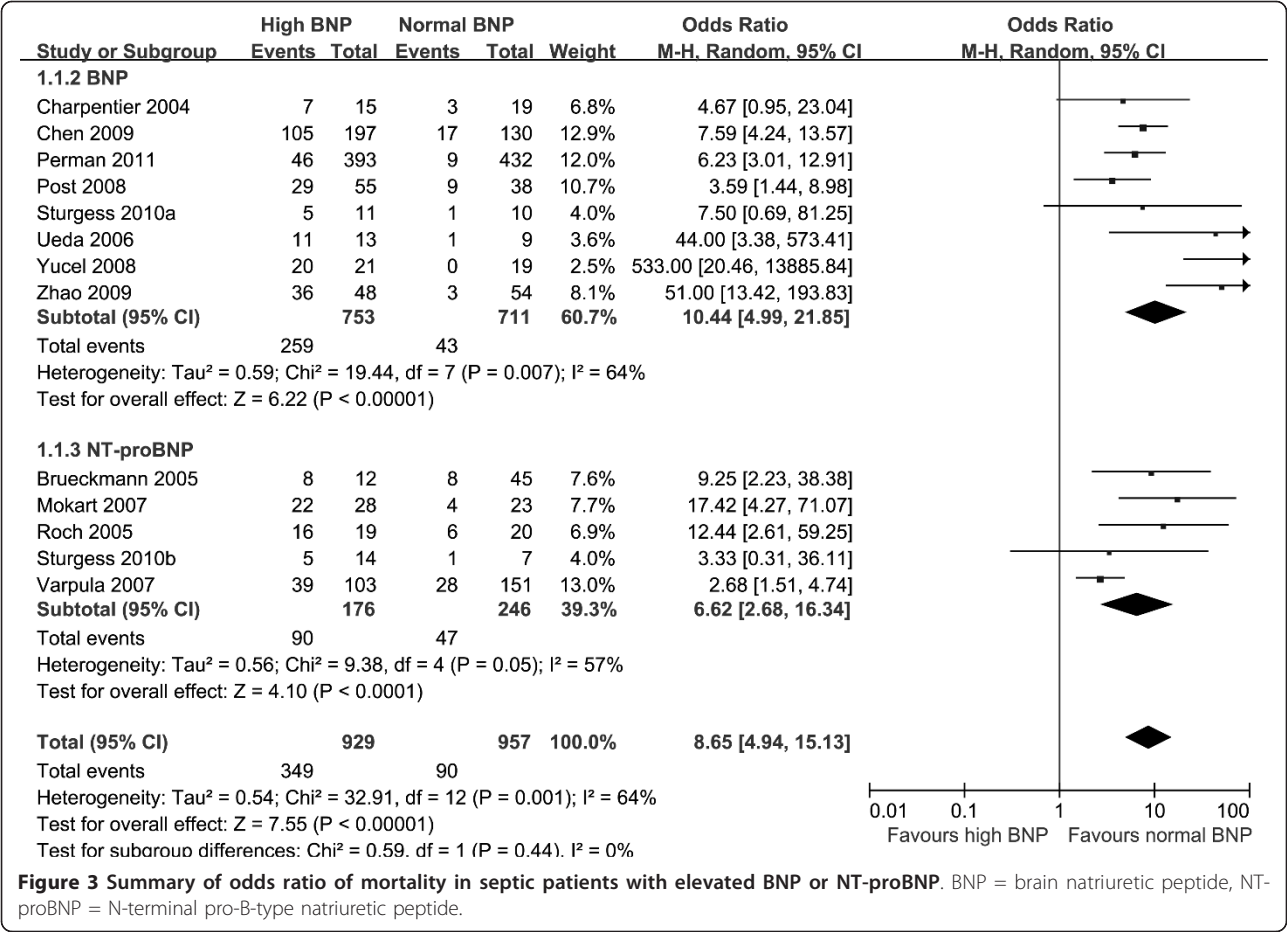 High BNP Normal BNP Odds Ratio Odds Ratio
Study or Subgroup Events Total Events Total Weight M-H, Random, 95% CI M-H, Random, 95% CI
1.1.2 BNP
Charpentier 2004 7 15 3 19 6.8% 4.67 [0.95, 23.04]
Chen 2009 105 197 17 130 12.9% 7.59 [4.24, 13.57]
Perman 2011 46 393 9 432 12.0% 6.23 [3.01, 12.91]
Post 2008 29 55 9 38 10.7% 3.59 [1.44, 8.98]
Sturgess 2010a 5 11 1 10 4.0% 7.50 [0.69, 81.25]
Ueda 2006 11 13 1 9 3.6% 44.00 [3.38, 573.41]
Yucel 2008 20 21 0 19 2.5% 533.00 [20.46, 13885.84]
Zhao 2009 36 48 3 54 8.1% 51.00 [13.42, 193.83]
Subtotal (95% CI) 753 711 60.7% 10.44 [4.99, 21.85]
Total events 259 43
Heterogeneity: Tau² = 0.59; Chi² = 19.44, df = 7 (P = 0.007); I² = 64%
Test for overall effect: Z = 6.22 (P < 0.00001)
1.1.3 NT-proBNP
Brueckmann 2005 8 12 8 45 7.6% 9.25 [2.23, 38.38]
Mokart 2007 22 28 4 23 7.7% 17.42 [4.27, 71.07]
Roch 2005 16 19 6 20 6.9% 12.44 [2.61, 59.25]
Sturgess 2010b 5 14 1 7 4.0% 3.33 [0.31, 36.11]
Varpula 2007 39 103 28 151 13.0% 2.68 [1.51, 4.74]
Subtotal (95% CI) 176 246 39.3% 6.62 [2.68, 16.34]
Total events 90 47
Heterogeneity: Tau² = 0.56; Chi² = 9.38, df = 4 (P = 0.05); I² = 57%
Test for overall effect: Z = 4.10 (P < 0.0001)
Total (95% CI) 929 957 100.0% 8.65 [4.94, 15.13]
Total events 349 90
Heterogeneity: Tau² = 0.54; Chi² = 32.91, df = 12 (P = 0.001); I² = 64%
Test for overall effect: Z = 7.55 (P < 0.00001)
Test for subgroup differences: Chi² = 0.59, df = 1 (P = 0.44), I² = 0%
0.01 0.1 1 10 100
Favours high BNP Favours normal BNP
Figure 3 Summary of odds ratio of mortality in septic patients with elevated BNP or NT-proBNP. BNP = brain natriuretic peptide, NT-
proBNP = N-terminal pro-B-type natriuretic peptide.